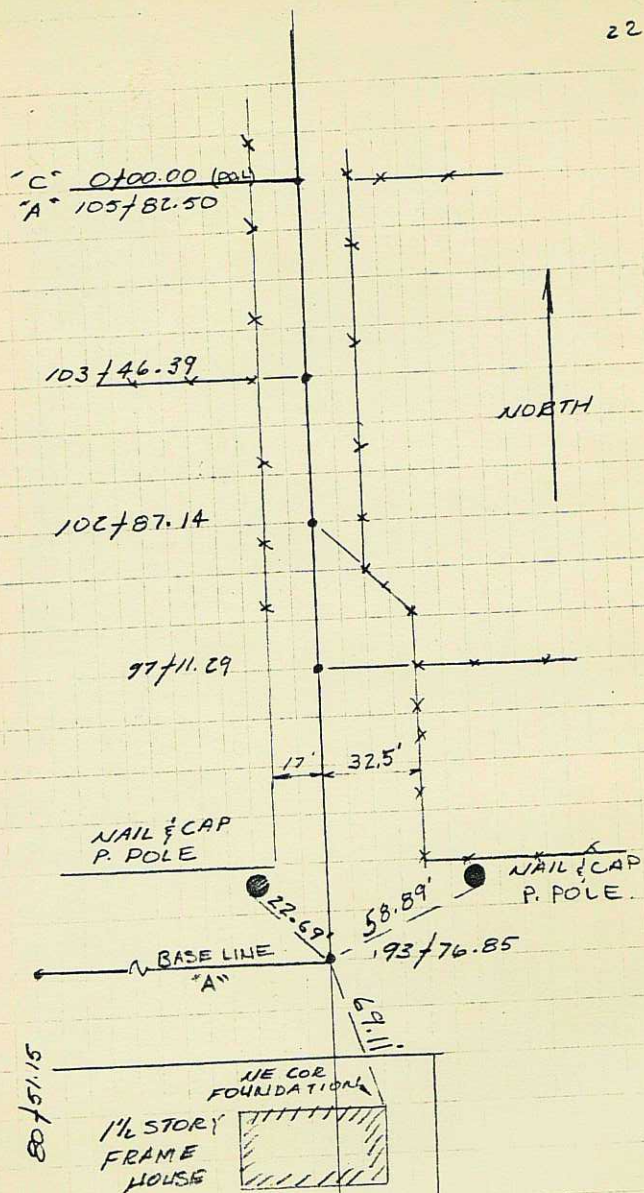 22
"C" 0+00.00 (P.O.L)
"A" 105+82.50
103+46.39
NORTH
102+87.14
97+11.29
17' 32.5'
NAIL & CAP
P. POLE
NAIL & CAP
P. POLE.
22.69'
58.89'
BASE LINE
"A"
93+76.85
69.11'
80+51.15
NE COR
FOUNDATION
1½ STORY
FRAME
HOUSE